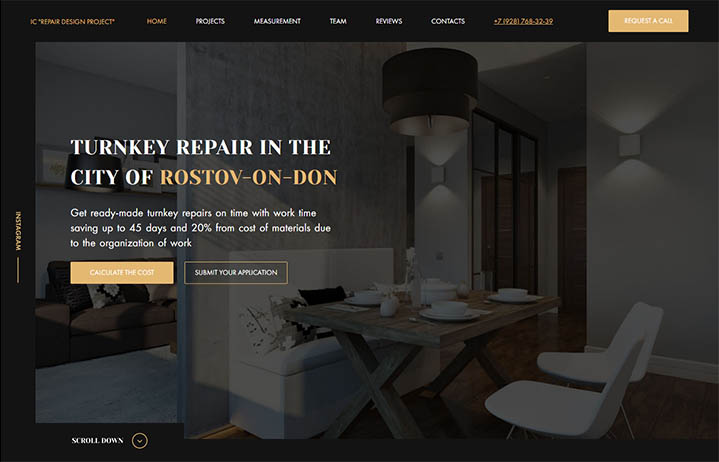 IC "REPAIR DESIGN PROJECT"
HOME
PROJECTS
MEASUREMENT
TEAM
REVIEWS
CONTACTS
+7 (928) 768-32-39
REQUEST A CALL
TURNKEY REPAIR IN THE
CITY OF ROSTOV-ON-DON
INSTAGRAM
Get ready-made turnkey repairs on time with work time
saving up to 45 days and 20% from cost of materials due
to the organization of work
CALCULATE THE COST
SUBMIT YOUR APPLICATION
SCROLL DOWN